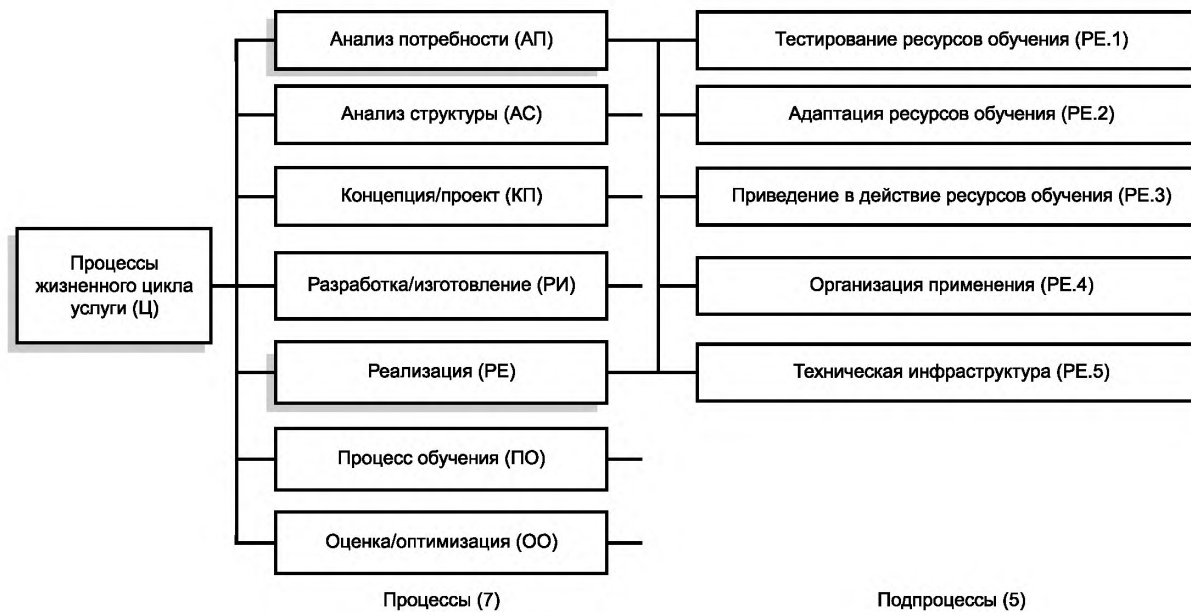 Процессы
жизненного цикла
услуги (Ц)
Анализ потребности (АП)
Анализ структуры (АС)
Концепция/проект (КП)
Разработка/изготовление (РИ)
Реализация (РЕ)
Процесс обучения (ПО)
Оценка/оптимизация (ОО)
Процессы (7)
Тестирование ресурсов обучения (РЕ.1)
Адаптация ресурсов обучения (РЕ.2)
Приведение в действие ресурсов обучения (РЕ.3)
Организация применения (РЕ.4)
Техническая инфраструктура (РЕ.5)
Подпроцессы (5)